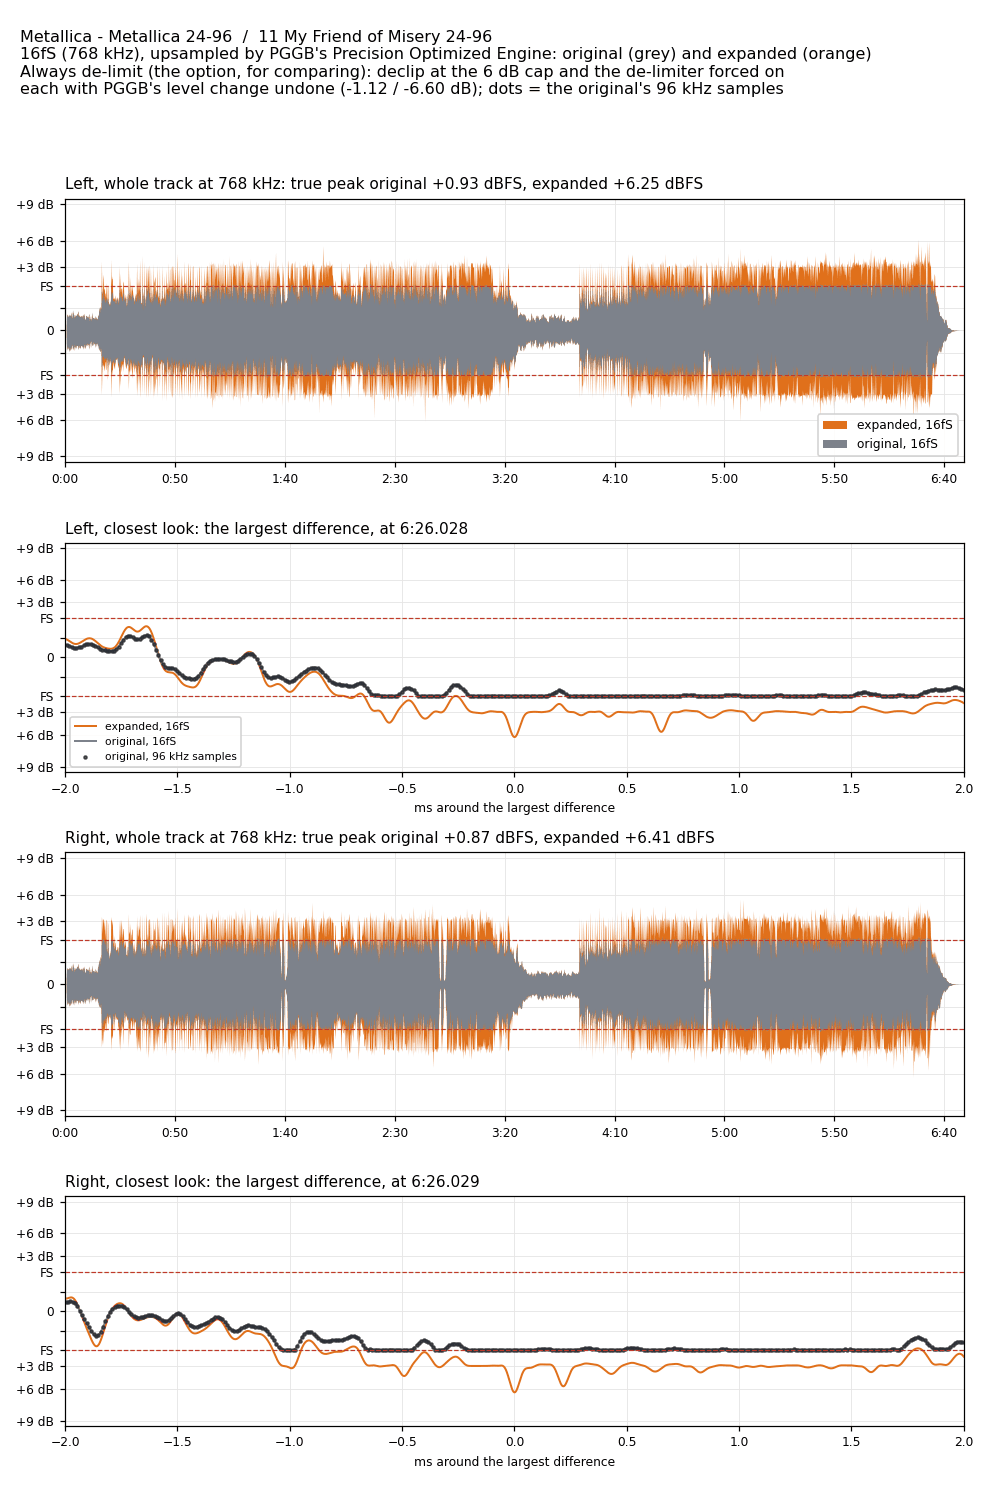 Metallica - Metallica 24-96  /  11 My Friend of Misery 24-96
16fS (768 kHz), upsampled by PGGB's Precision Optimized Engine: original (grey) and expanded (orange)
Always de-limit (the option, for comparing): declip at the 6 dB cap and the de-limiter forced on
each with PGGB's level change undone (-1.12 / -6.60 dB); dots = the original's 96 kHz samples
Left, whole track at 768 kHz: true peak original +0.93 dBFS, expanded +6.25 dBFS
+9 dB
+6 dB
+3 dB
FS
0
FS
+3 dB
+6 dB
+9 dB
expanded, 16fS
original, 16fS
0:00 0:50 1:40 2:30 3:20 4:10 5:00 5:50 6:40
Left, closest look: the largest difference, at 6:26.028
+9 dB
+6 dB
+3 dB
FS
0
FS
+3 dB
+6 dB
+9 dB
expanded, 16fS
original, 16fS
original, 96 kHz samples
−2.0 −1.5 −1.0 −0.5 0.0 0.5 1.0 1.5 2.0
ms around the largest difference
Right, whole track at 768 kHz: true peak original +0.87 dBFS, expanded +6.41 dBFS
+9 dB
+6 dB
+3 dB
FS
0
FS
+3 dB
+6 dB
+9 dB
0:00 0:50 1:40 2:30 3:20 4:10 5:00 5:50 6:40
Right, closest look: the largest difference, at 6:26.029
+9 dB
+6 dB
+3 dB
FS
0
FS
+3 dB
+6 dB
+9 dB
−2.0 −1.5 −1.0 −0.5 0.0 0.5 1.0 1.5 2.0
ms around the largest difference